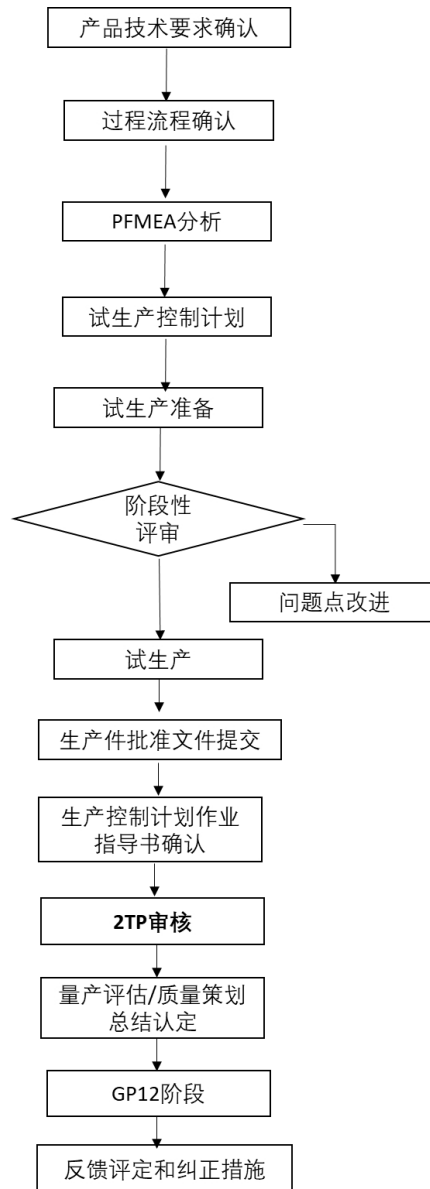 产品技术要求确认
过程流程确认
PFMEA分析
试生产控制计划
试生产准备
阶段性
评审
问题点改进
试生产
生产件批准文件提交
生产控制计划作业
指导书确认
2TP审核
量产评估/质量策划
总结认定
GP12阶段
反馈评定和纠正措施